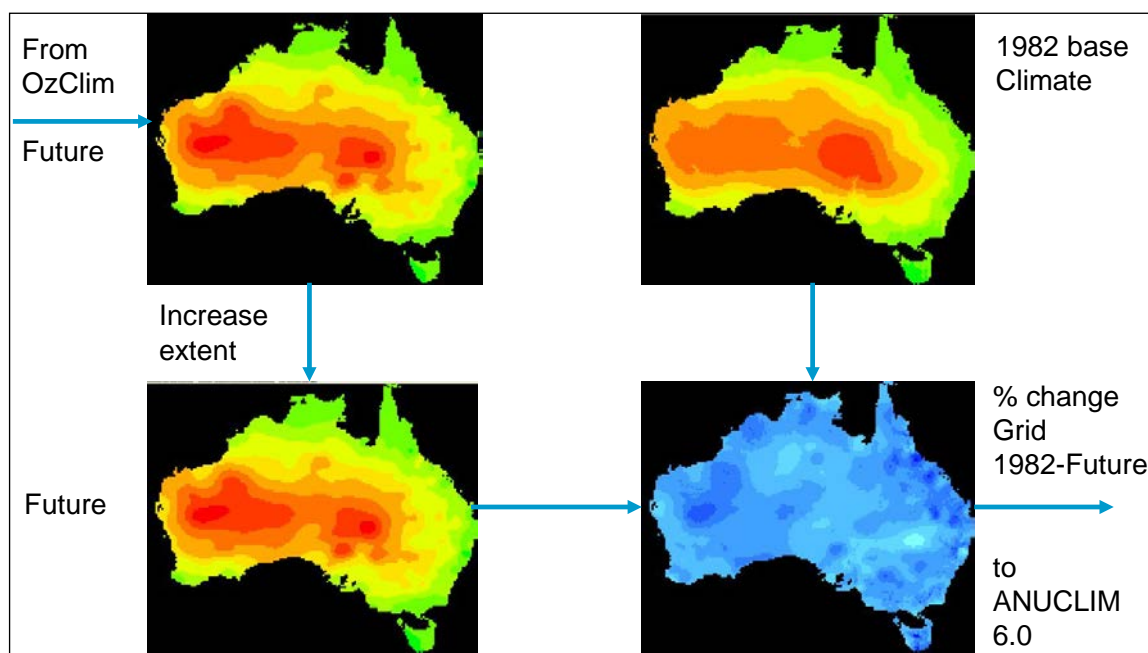 From
OzClim
Future
1982 base
Climate
Increase
extent
Future
% change
Grid
1982-Future
to
ANUCLIM
6.0